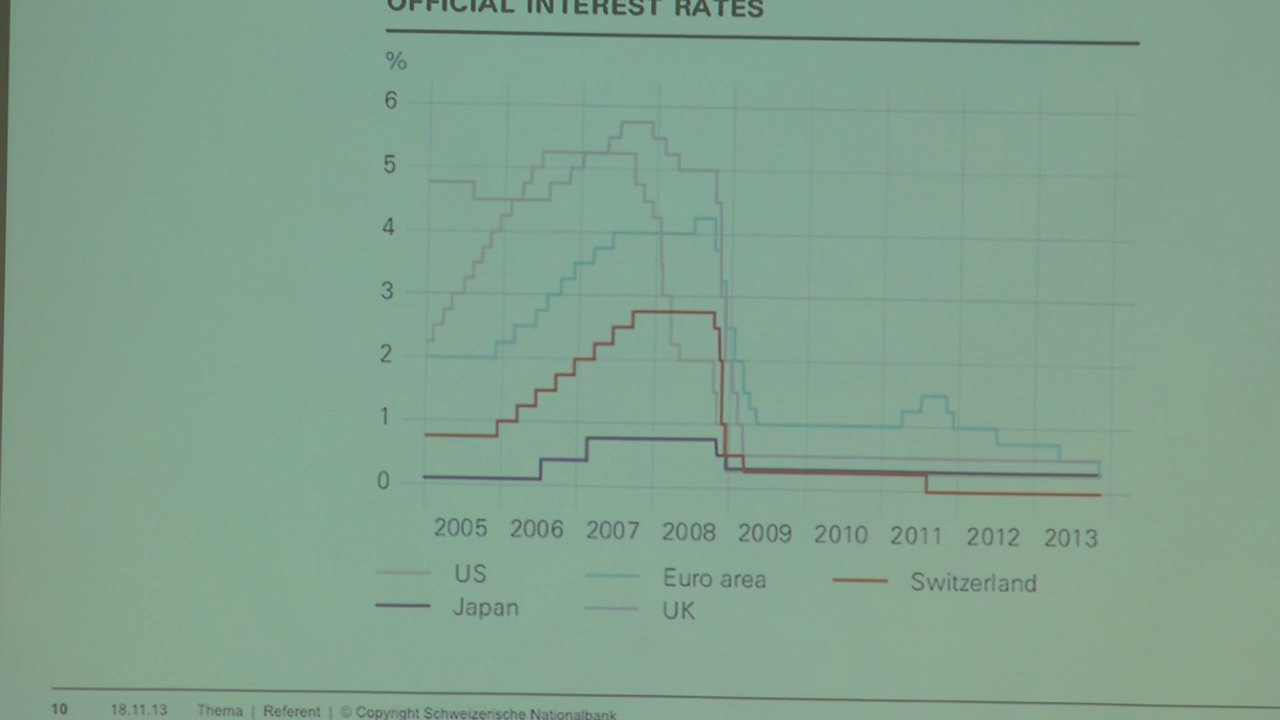 OFFICIAL INTEREST RATES
%
6
5
4
3
2
1
0
2005 2006 2007 2008 2009 2010 2011 2012 2013
US Euro area Switzerland
Japan UK
10 18.11.13 Thema | Referent | © Copyright Schweizerische Nationalbank